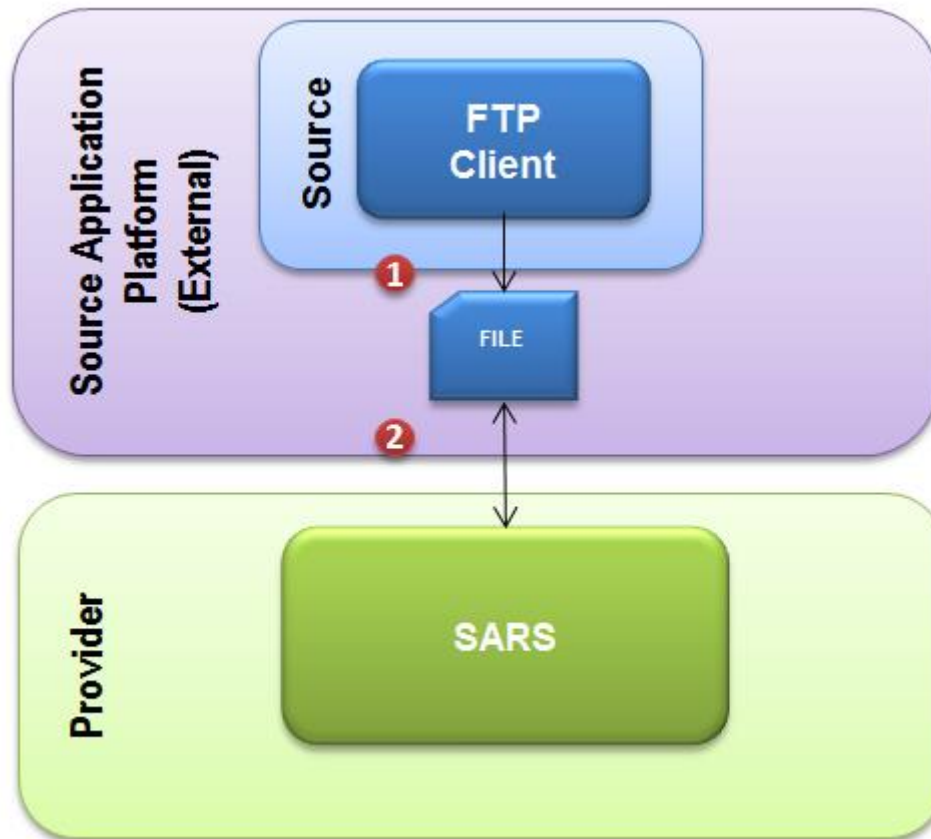 Source Application
Platform
(External)
Source
FTP
Client
1
FILE
2
Provider
SARS